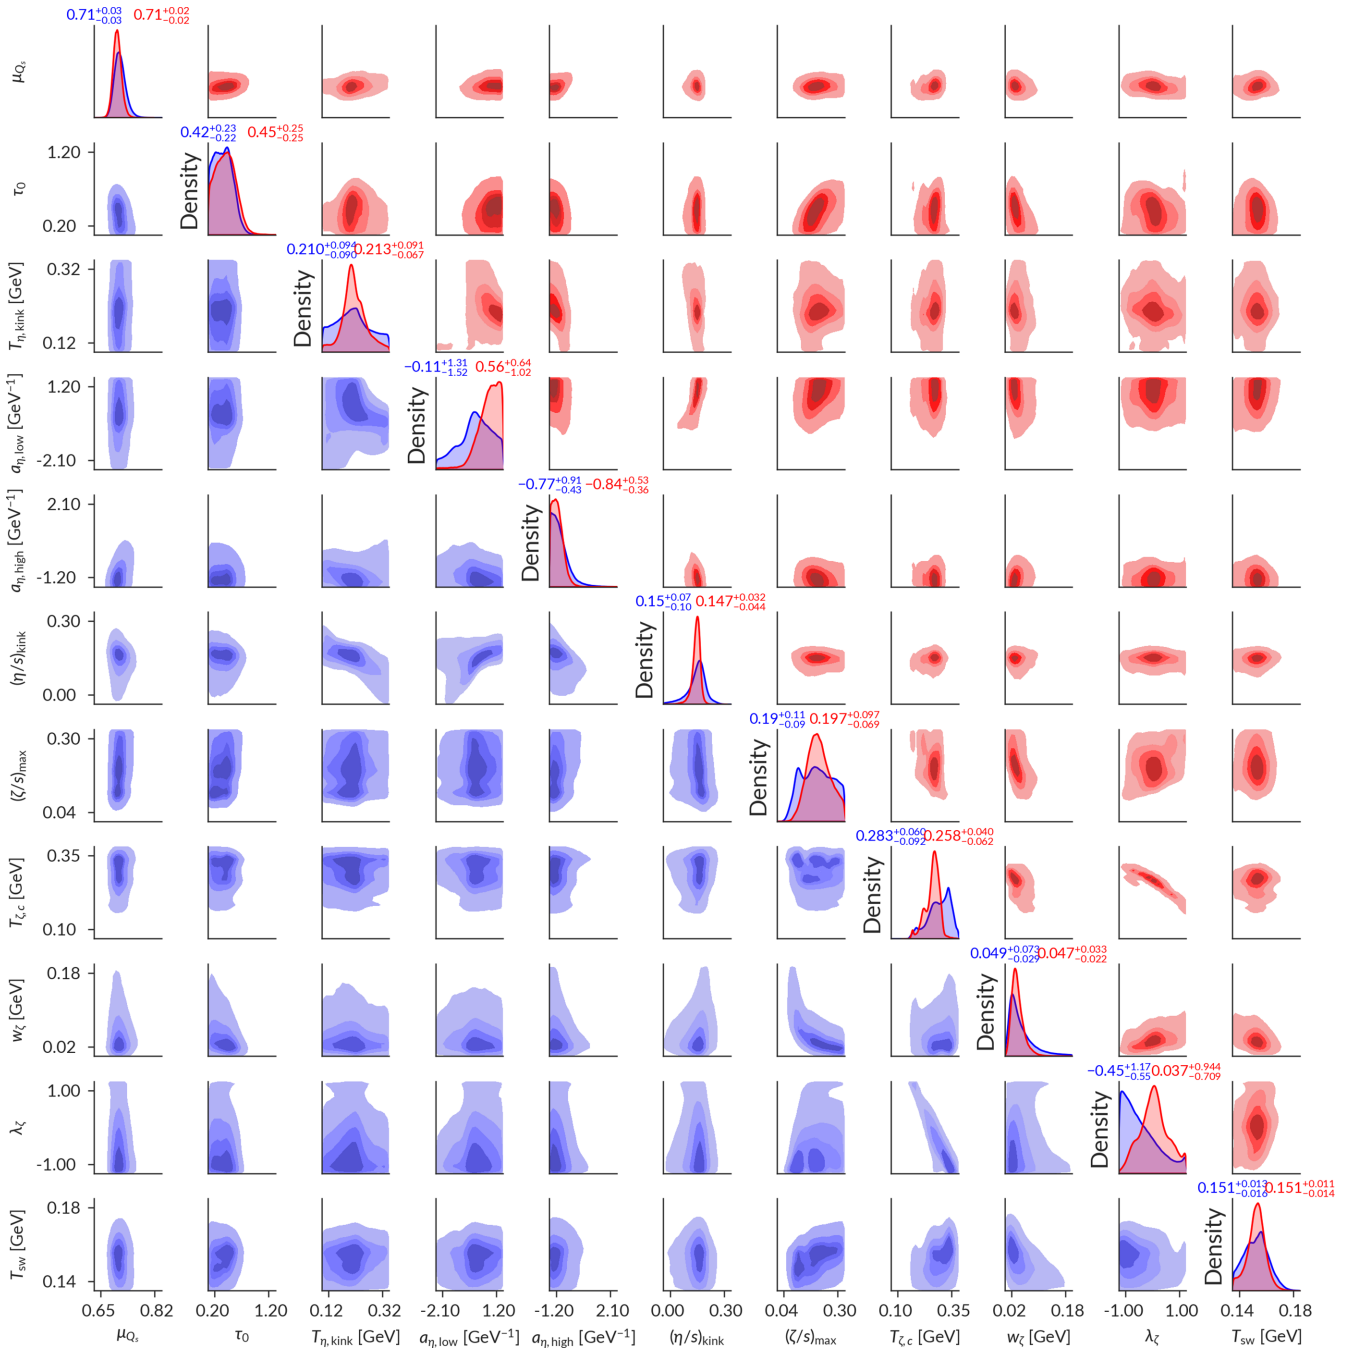 0.71+0.03−0.03 0.71+0.02−0.02
μQs
0.42+0.23−0.22 0.45+0.25−0.25
1.20
τ0
0.20
Density
0.210+0.094−0.090 0.213+0.091−0.067
0.32
Tη,kink [GeV]
0.12
Density
−0.11+1.31−1.52 0.56+0.64−1.02
1.20
aη,low [GeV−1]
-2.10
Density
−0.77+0.91−0.43 −0.84+0.53−0.36
2.10
aη,high [GeV−1]
-1.20
Density
0.15+0.07−0.10 0.147+0.032−0.044
0.30
(η/s)kink
0.00
Density
0.19+0.11−0.09 0.197+0.097−0.069
0.30
(ζ/s)max
0.04
Density
0.283+0.060−0.092 0.258+0.040−0.062
0.35
Tζ,c [GeV]
0.10
Density
0.049+0.073−0.029 0.047+0.033−0.022
0.18
wζ [GeV]
0.02
Density
−0.45+1.17−0.55 0.037+0.944−0.709
1.00
λζ
-1.00
Density
0.151+0.013−0.016 0.151+0.011−0.014
0.18
Tsw [GeV]
0.14
Density
0.65 0.82 0.20 1.20 0.12 0.32 -2.10 1.20 -1.20 2.10 0.00 0.30 0.04 0.30 0.10 0.35 0.02 0.18 -1.00 1.00 0.14 0.18
μQs τ0 Tη,kink [GeV] aη,low [GeV−1] aη,high [GeV−1] (η/s)kink (ζ/s)max Tζ,c [GeV] wζ [GeV] λζ Tsw [GeV]